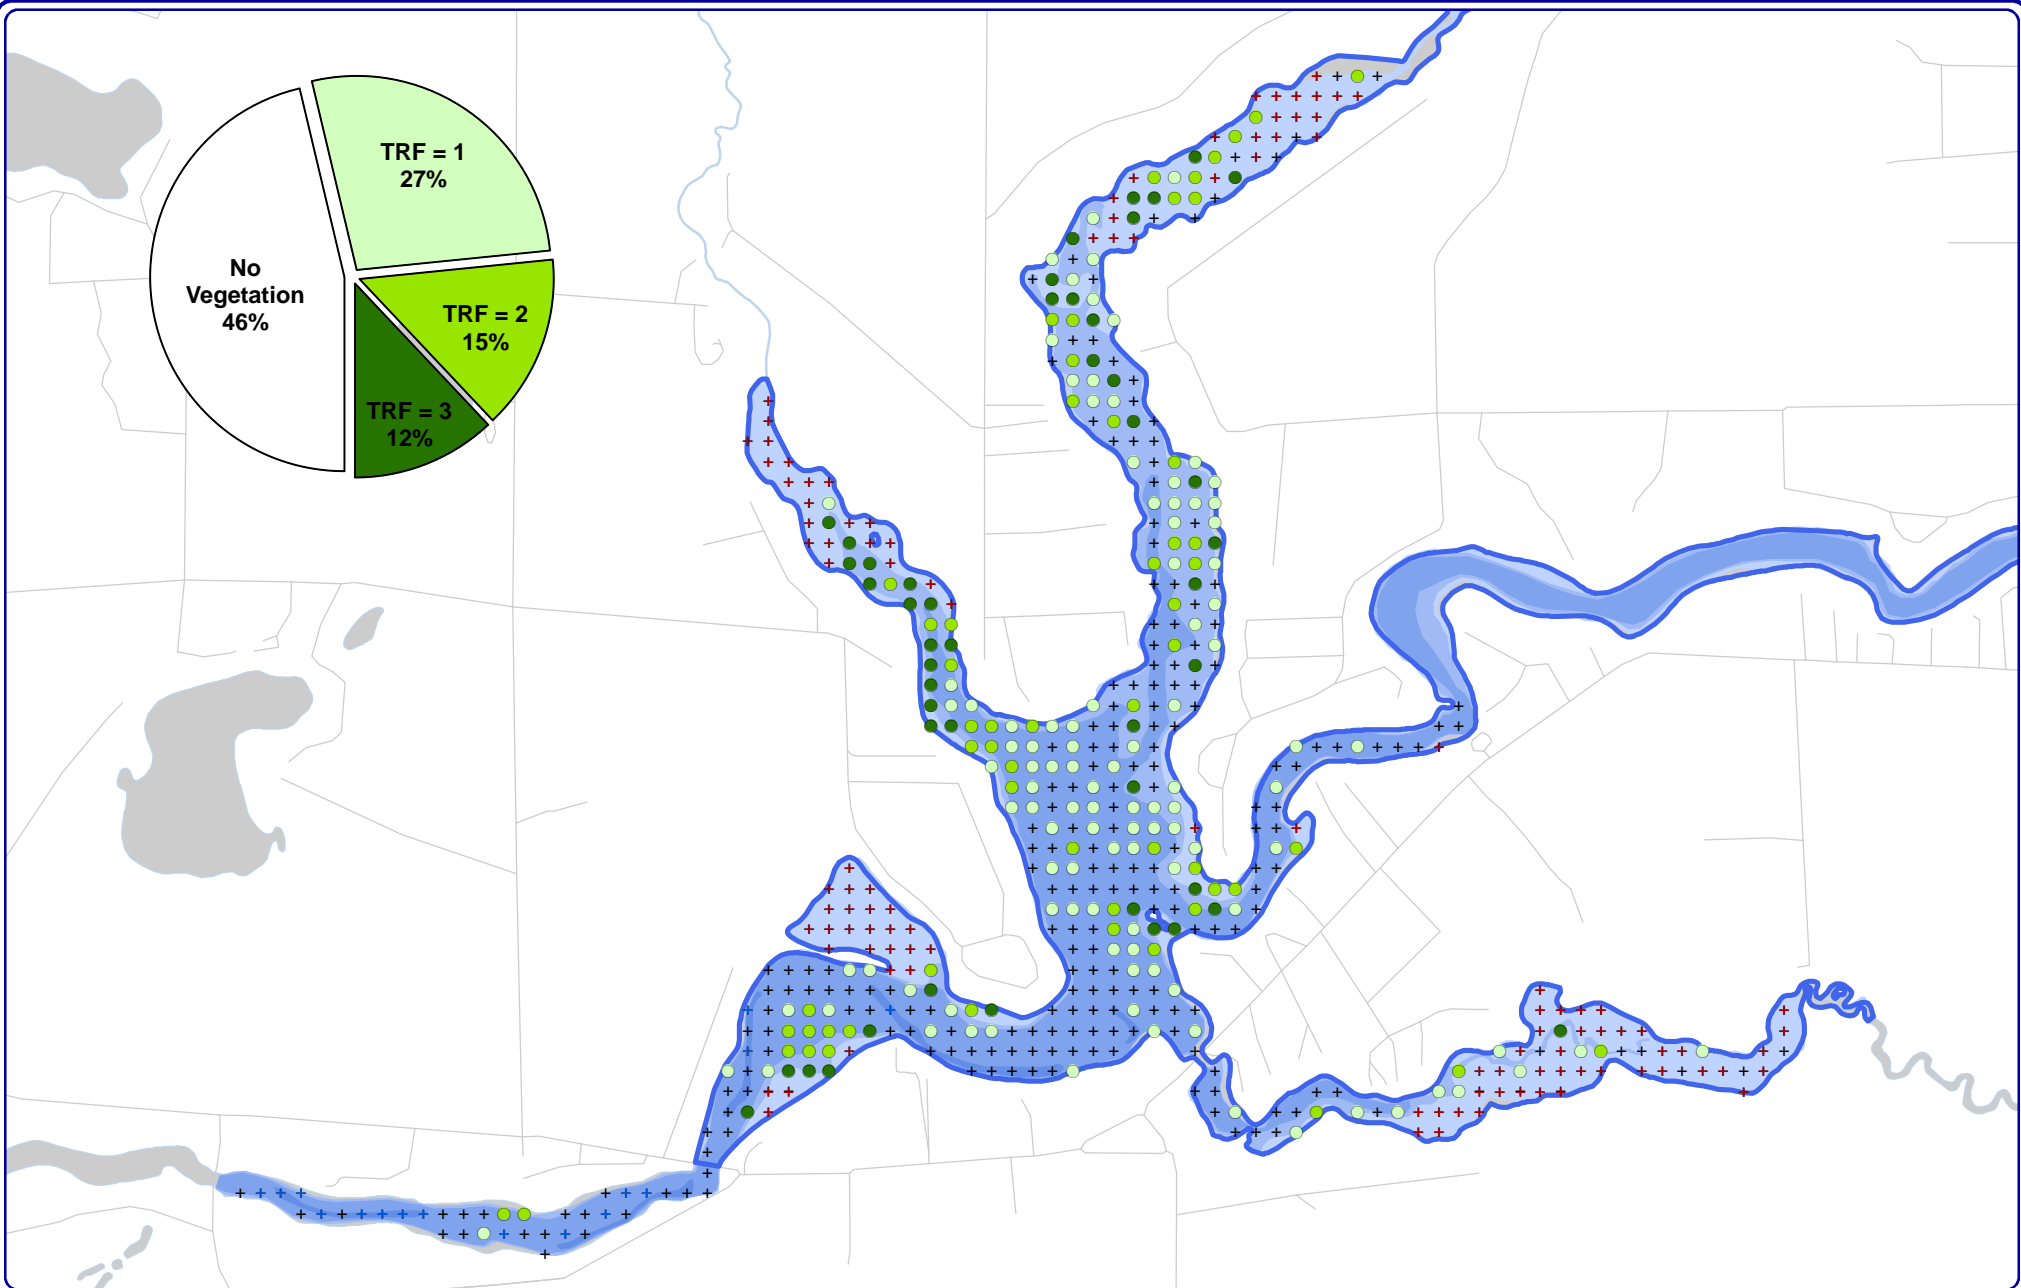 TRF = 1
27%
No
Vegetation
46%
TRF = 2
15%
TRF = 3
12%